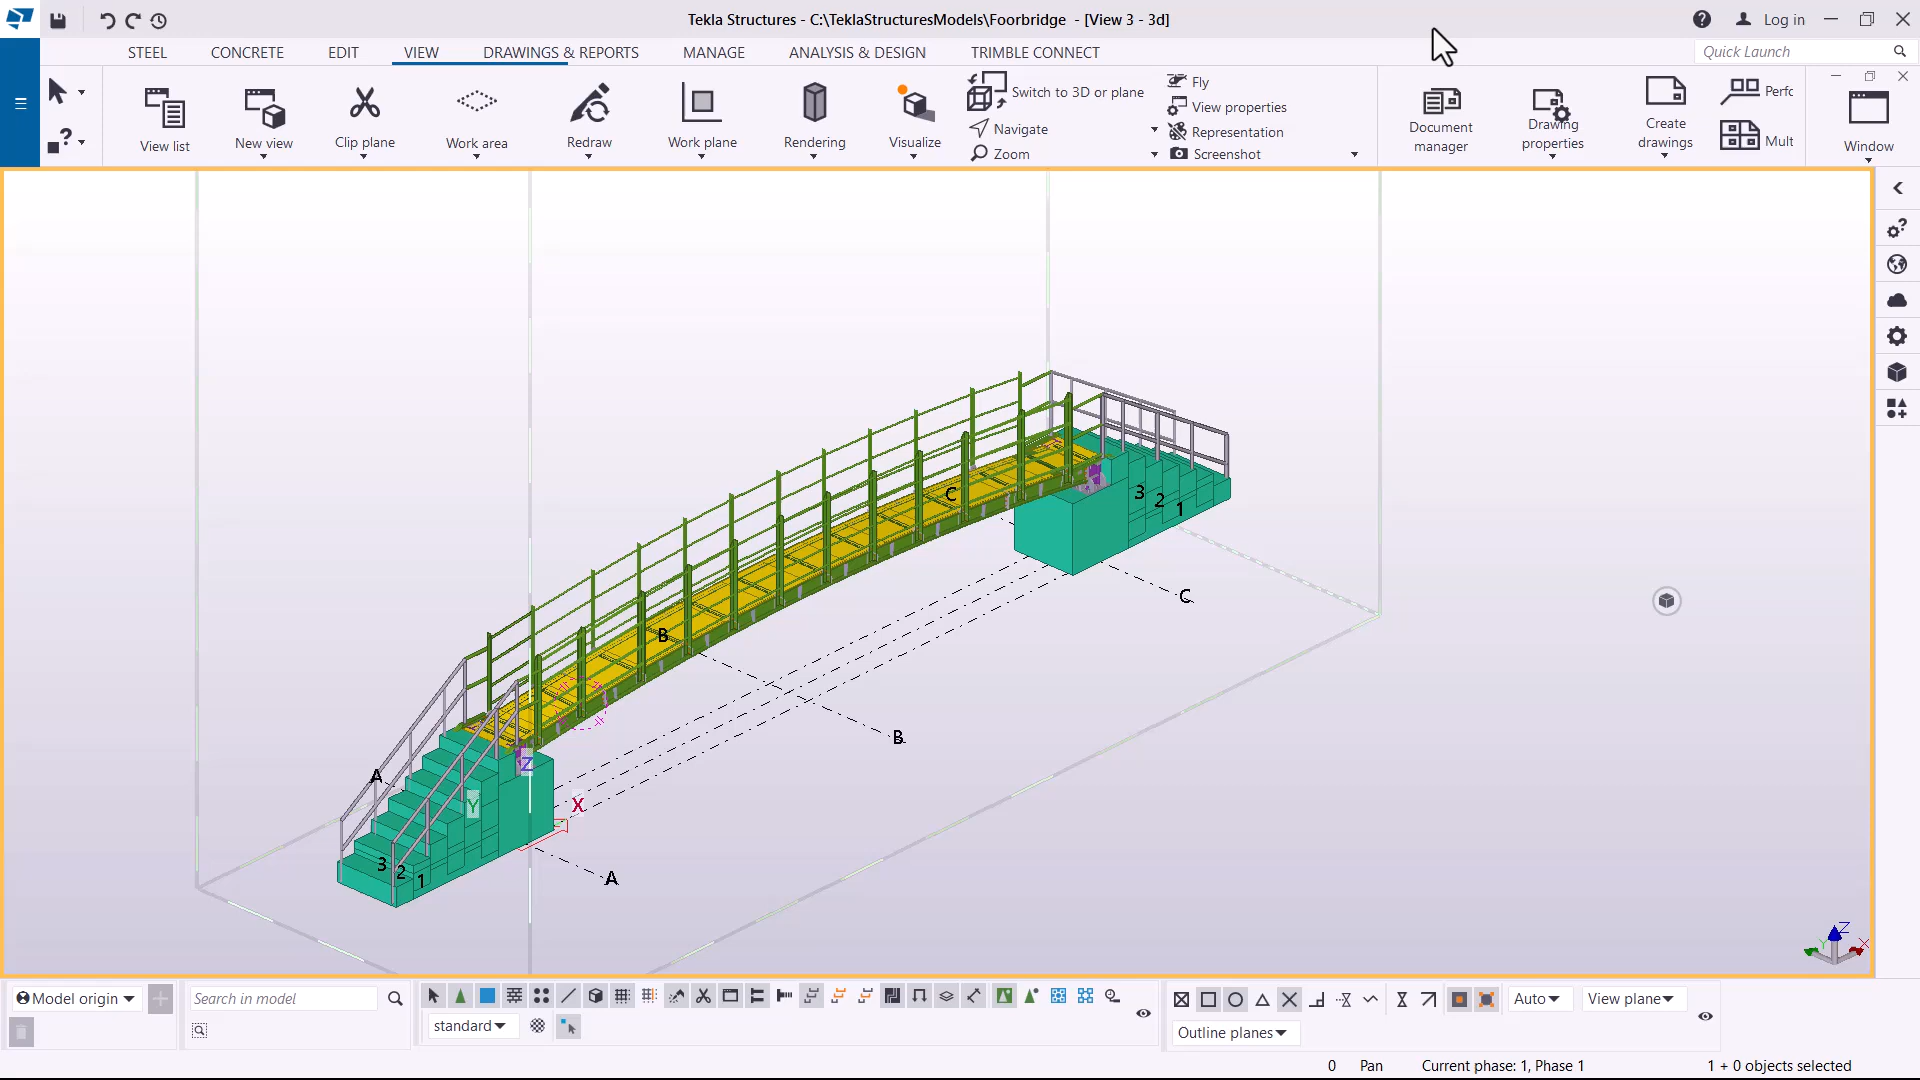 Tekla Structures - C:\TeklaStructuresModels\Foorbridge - [View 3 - 3d]
Log in
STEEL CONCRETE EDIT VIEW DRAWINGS & REPORTS MANAGE ANALYSIS & DESIGN TRIMBLE CONNECT
Quick Launch
View list
New view
Clip plane
Work area
Redraw
Work plane
Rendering
Visualize
Switch to 3D or plane
Navigate
Zoom
Fly
View properties
Representation
Screenshot
Document manager
Drawing properties
Create drawings
Perfc
Mult
Window
C
3
2
1
C
B
B
A
Z
Y
X
3
2
1
A
Z
Y
X
Model origin
Search in model
standard
Auto
View plane
Outline planes
0 Pan Current phase: 1, Phase 1 1 + 0 objects selected